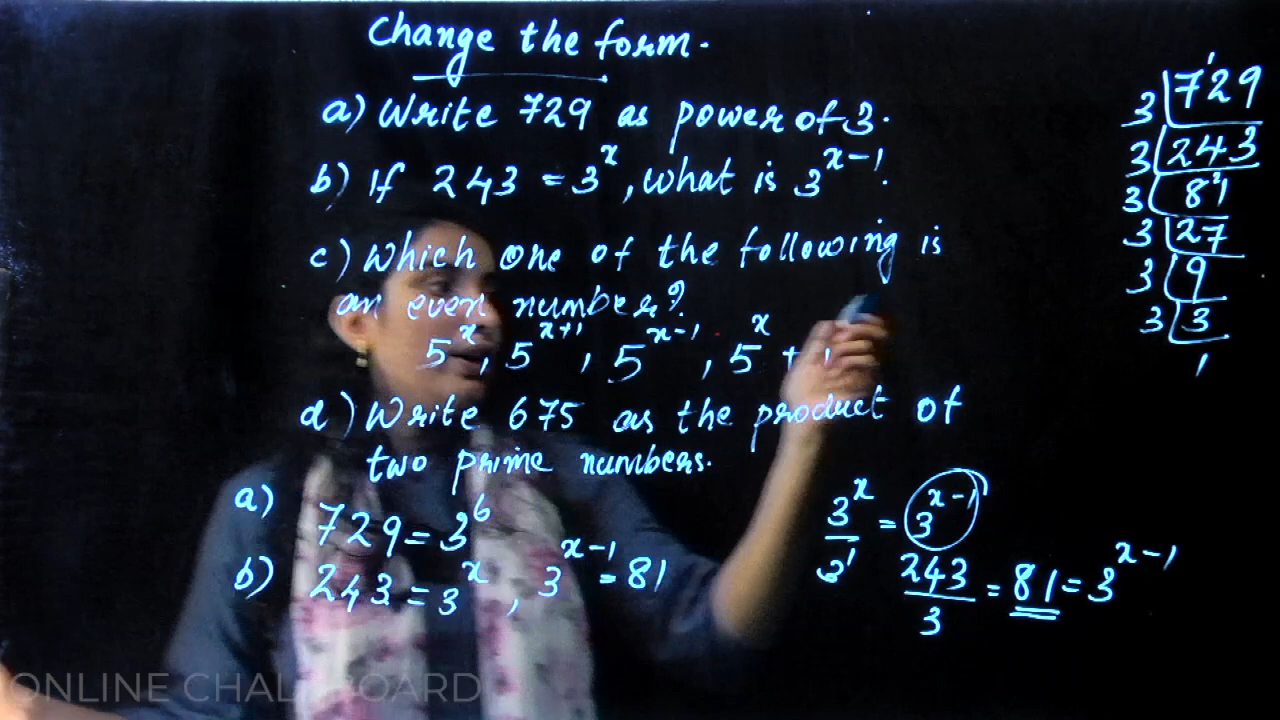 Change the form.
a) Write 729 as power of 3.
b) If 243 = 3^x, what is 3^(x-1).
c) Which one of the following is
an even number?
5^x, 5^(x+1), 5^(x-1), 5^x +
d) Write 675 as the product of
two prime numbers.
a) 729 = 3^6
b) 243 = 3^x, 3^(x-1) = 81
3 | 729
3 | 243
3 | 81
3 | 27
3 | 9
3 | 3
1
3^x / 3^1 = 3^(x-1)
243 / 3 = 81 = 3^(x-1)
ONLINE CHALKBOARD